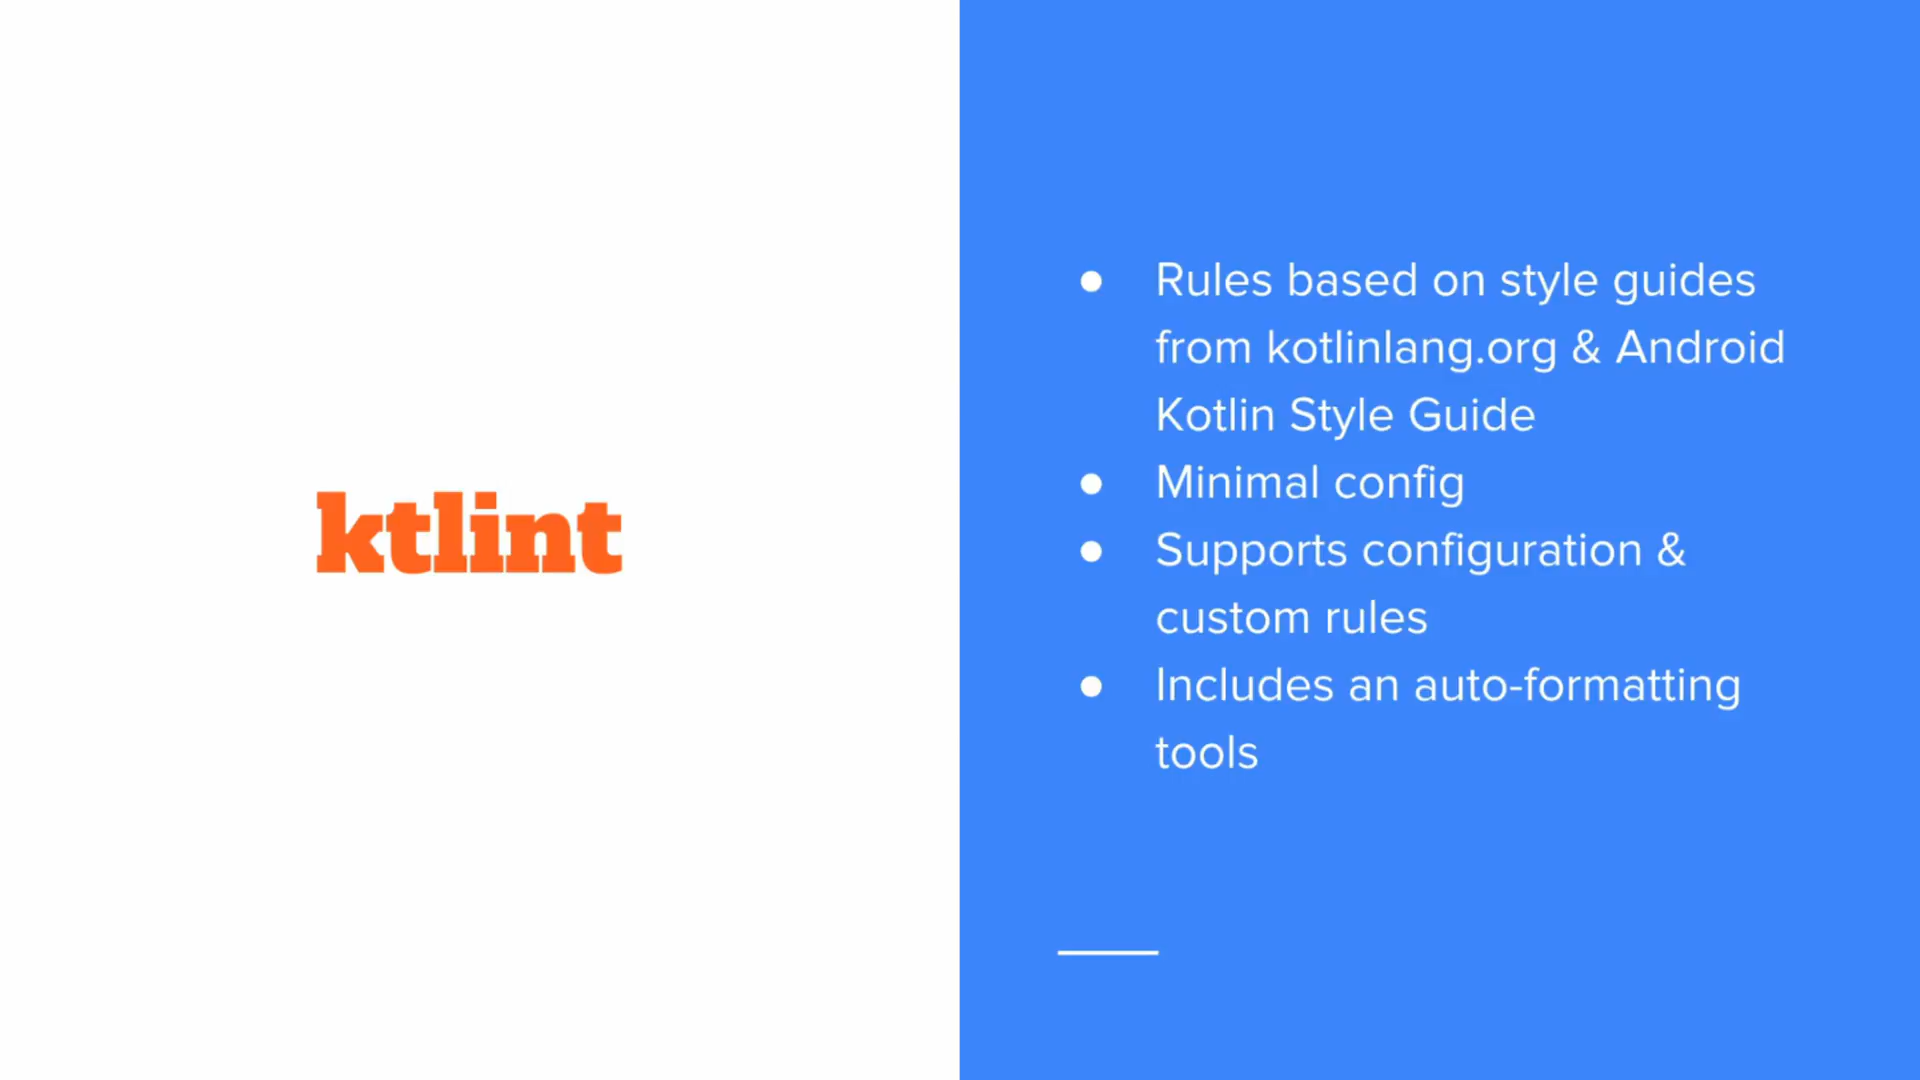 ktlint
● Rules based on style guides
from kotlinlang.org & Android
Kotlin Style Guide
● Minimal config
● Supports configuration &
custom rules
● Includes an auto-formatting
tools